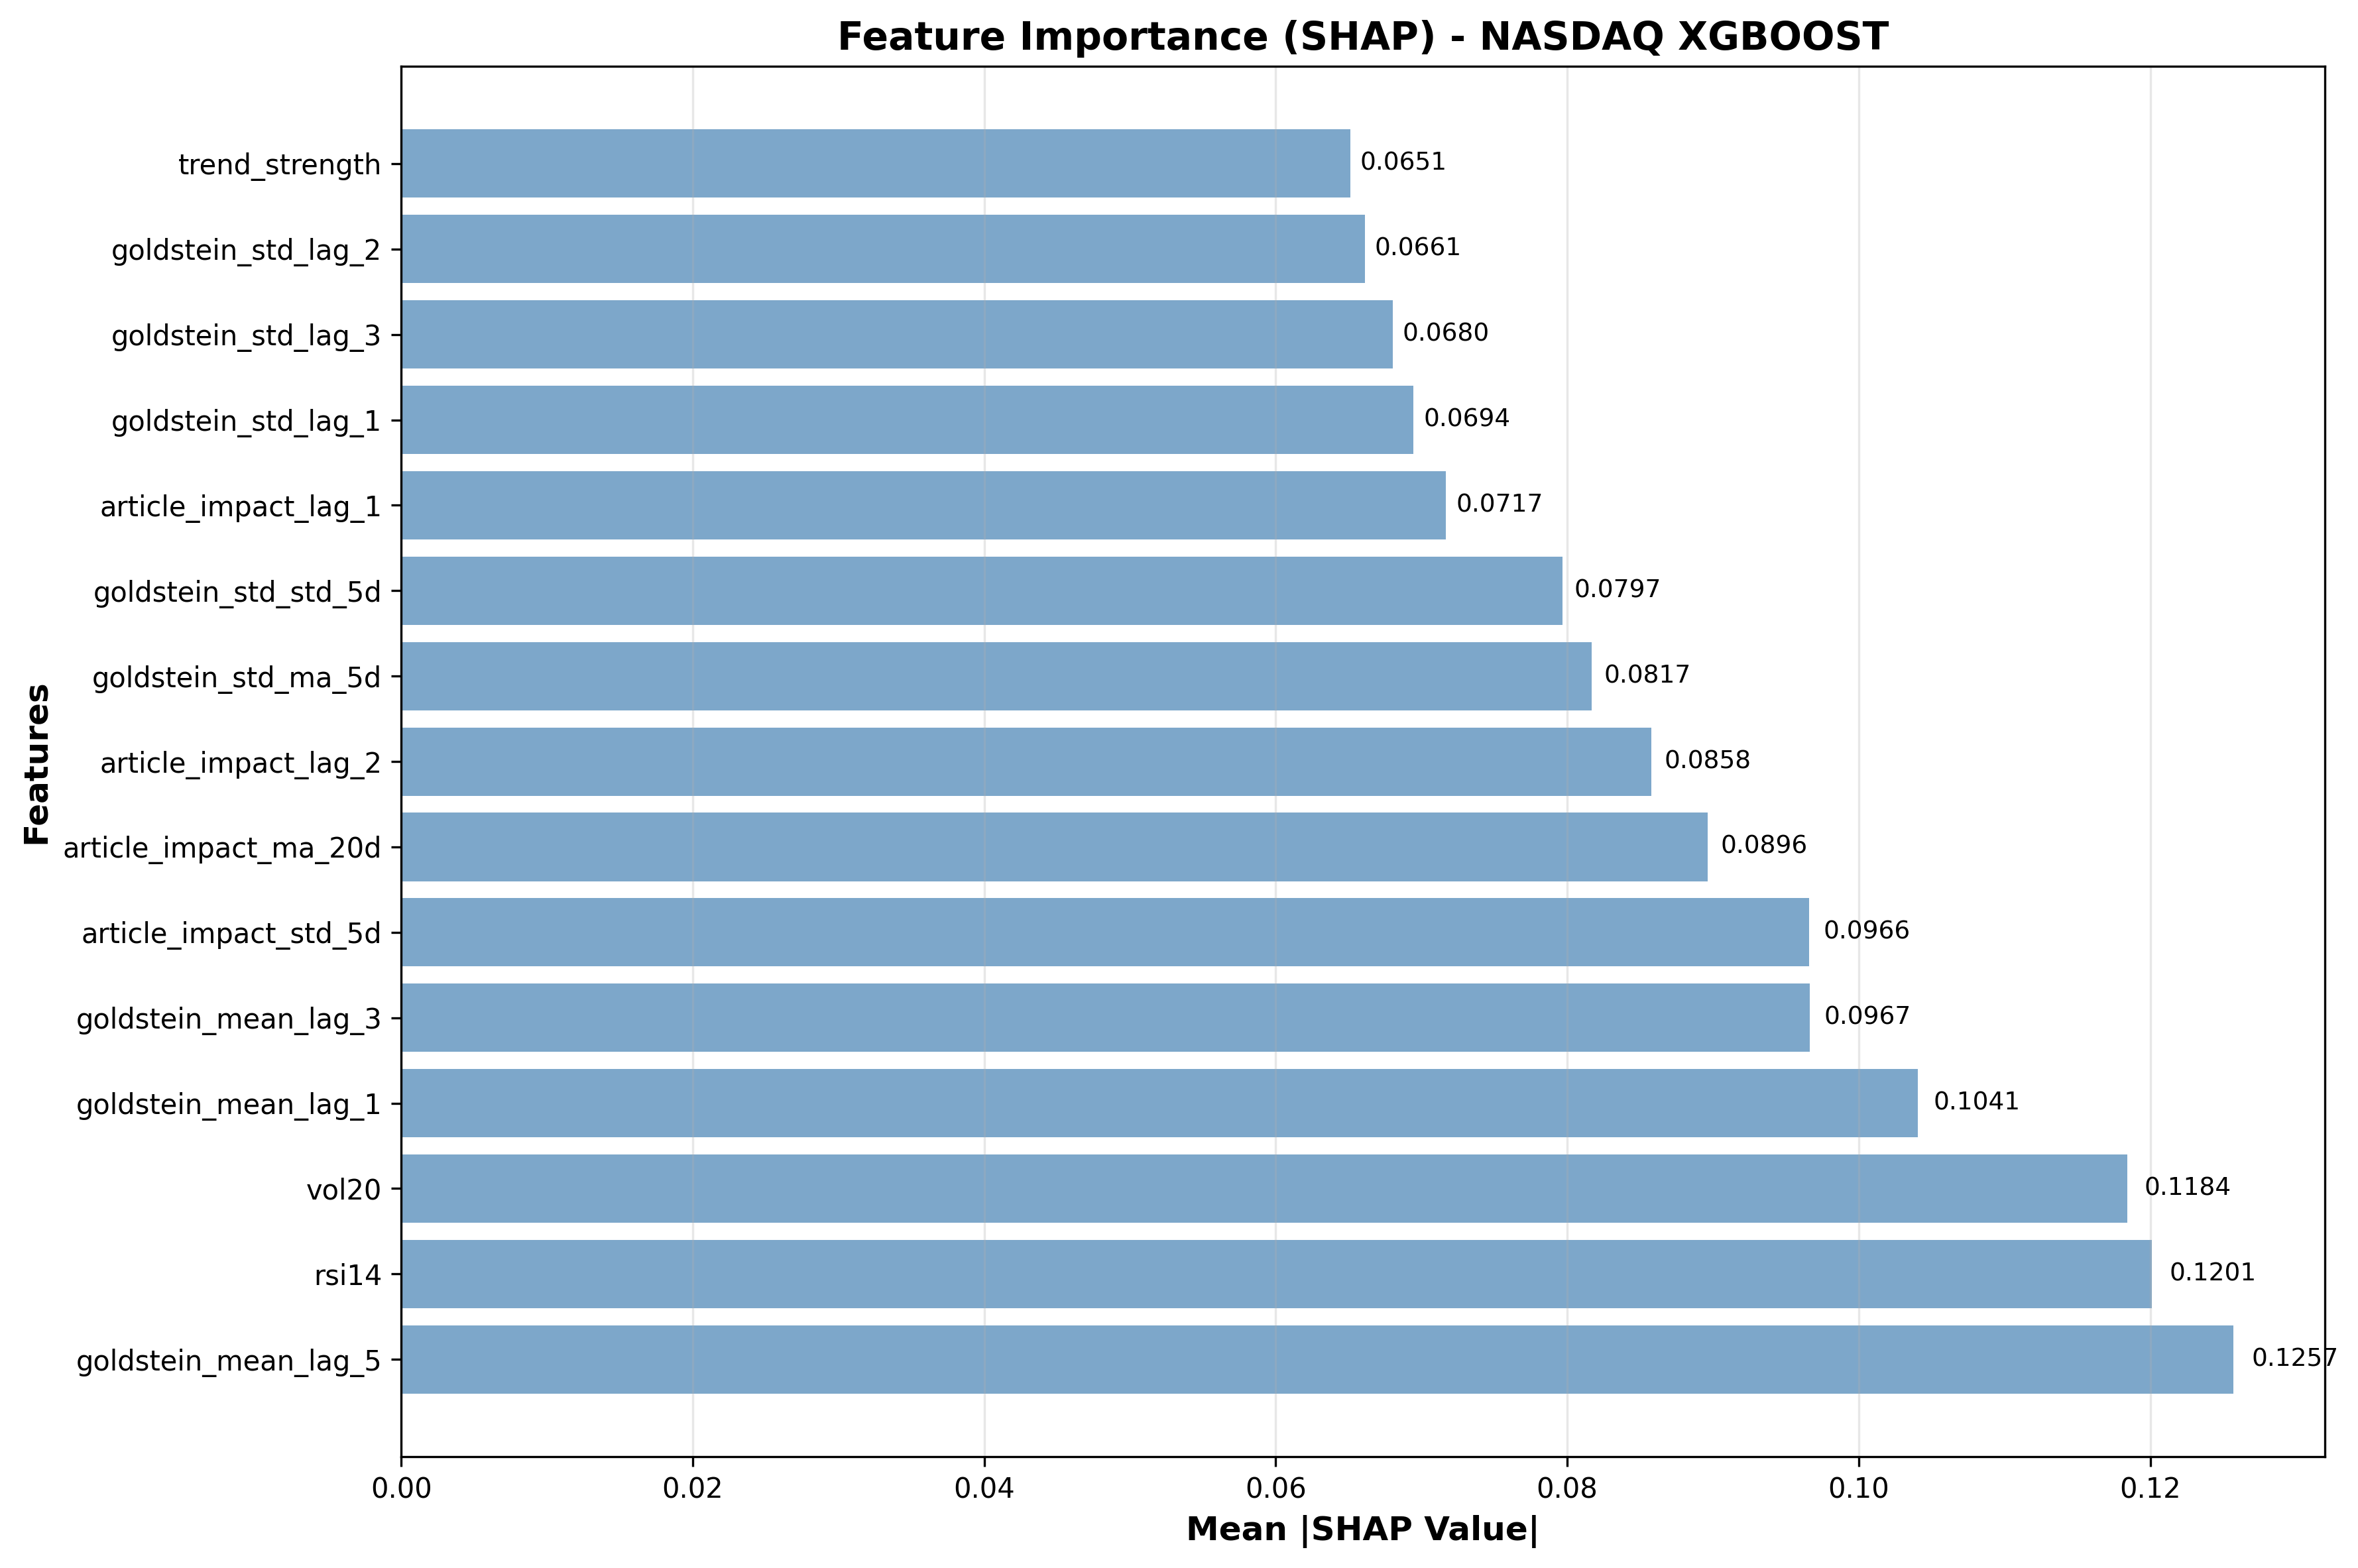 Feature Importance (SHAP) - NASDAQ XGBOOST
trend_strength 0.0651
goldstein_std_lag_2 0.0661
goldstein_std_lag_3 0.0680
goldstein_std_lag_1 0.0694
article_impact_lag_1 0.0717
goldstein_std_std_5d 0.0797
goldstein_std_ma_5d 0.0817
article_impact_lag_2 0.0858
article_impact_ma_20d 0.0896
article_impact_std_5d 0.0966
goldstein_mean_lag_3 0.0967
goldstein_mean_lag_1 0.1041
vol20 0.1184
rsi14 0.1201
goldstein_mean_lag_5 0.1257
Features
0.00 0.02 0.04 0.06 0.08 0.10 0.12
Mean |SHAP Value|